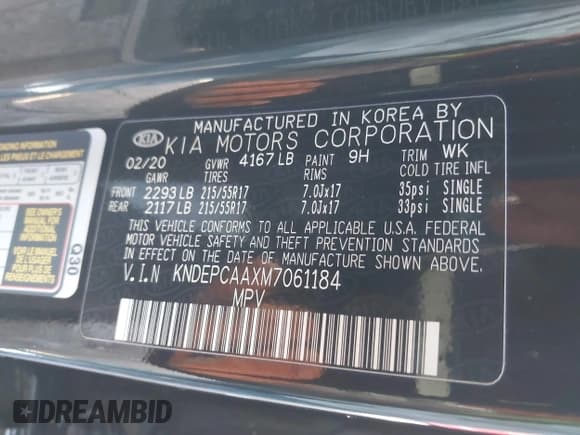 MANUFACTURED IN KOREA BY
KIA KIA MOTORS CORPORATION
02/20 GVWR 4167 LB PAINT 9H TRIM WK
GAWR TIRES RIMS COLD TIRE INFL
FRONT 2293 LB 215/55R17 7.0Jx17 35psi SINGLE
REAR 2117 LB 215/55R17 7.0Jx17 33psi SINGLE
THIS VEHICLE CONFORMS TO ALL APPLICABLE U.S.A. FEDERAL
MOTOR VEHICLE SAFETY AND THEFT PREVENTION STANDARDS
IN EFFECT ON THE DATE OF MANUFACTURE SHOWN ABOVE.
V.I.N KNDEPCAAXM7061184
MPV
LOADING INFORMATION
Q30
DREAMBID